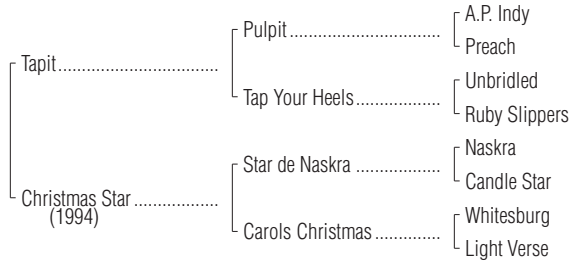 A.P. Indy
Pulpit
Preach
Tapit
Unbridled
Tap Your Heels
Ruby Slippers
Naskra
Star de Naskra
Candle Star
Christmas Star
(1994)
Whitesburg
Carols Christmas
Light Verse